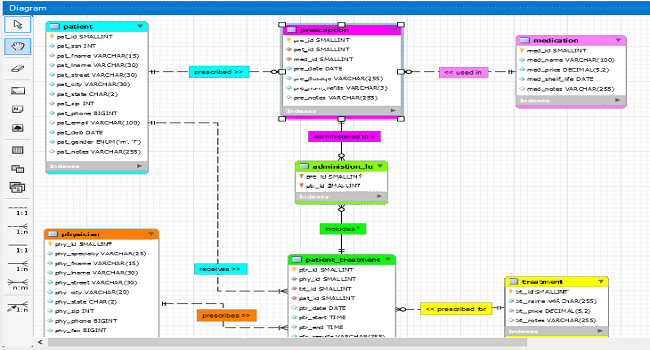 Diagram
patient
pat_id SMALLINT
pat_ssn INT
pat_fname VARCHAR(15)
pat_lname VARCHAR(30)
pat_street VARCHAR(30)
pat_city VARCHAR(30)
pat_state CHAR(2)
pat_zip INT
pat_phone BIGINT
pat_email VARCHAR(100)
pat_dob DATE
pat_gender ENUM('m', 'f')
pat_notes VARCHAR(255)
Indexes
prescribed >>
prescription
pre_id SMALLINT
pat_id SMALLINT
med_id SMALLINT
pre_date DATE
pre_dosage VARCHAR(255)
pre_num_refills VARCHAR(3)
pre_notes VARCHAR(255)
Indexes
<< used in
medication
med_id SMALLINT
med_name VARCHAR(100)
med_price DECIMAL(5,2)
med_shelf_life DATE
med_notes VARCHAR(255)
Indexes
administered to v
administion_lu
pre_id SMALLINT
ptr_id SMALLINT
Indexes
includes ^
physician
phy_id SMALLINT
phy_specialty VARCHAR(25)
phy_fname VARCHAR(15)
phy_lname VARCHAR(30)
phy_street VARCHAR(30)
phy_city VARCHAR(20)
phy_state CHAR(2)
phy_zip INT
phy_phone BIGINT
phy_fax BIGINT
receives >>
prescribes >>
patient_treatment
ptr_id SMALLINT
phy_id SMALLINT
trt_id SMALLINT
pat_id SMALLINT
ptr_date DATE
ptr_start TIME
ptr_end TIME
<< prescribed for
treatment
trt_id SMALLINT
trt_name VARCHAR(255)
trt_price DECIMAL(5,2)
trt_notes VARCHAR(255)
1:1
1:n
1:1
1:n
n:m